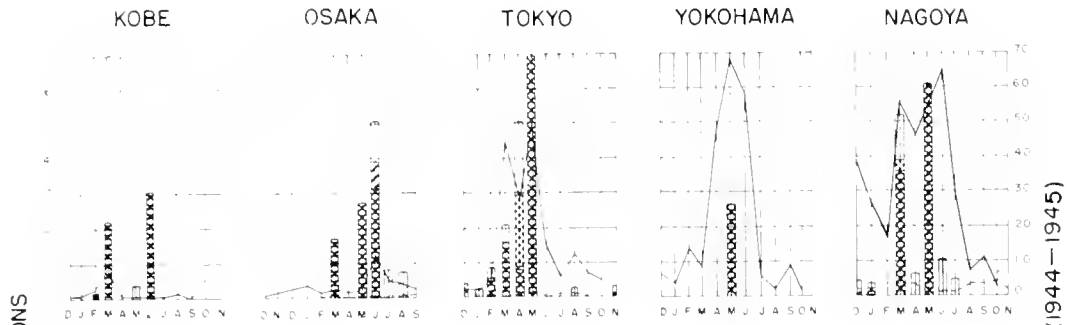 KOBE
OSAKA
TOKYO
YOKOHAMA
NAGOYA
70
60
50
40
30
20
10
0
D J F M A M J J A S O N
O N D J F M A M J J A S
D J F M A M J J A S O N
D J F M A M J J A S O N
D J F M A M J J A S O N
ONS
(1944-1945)